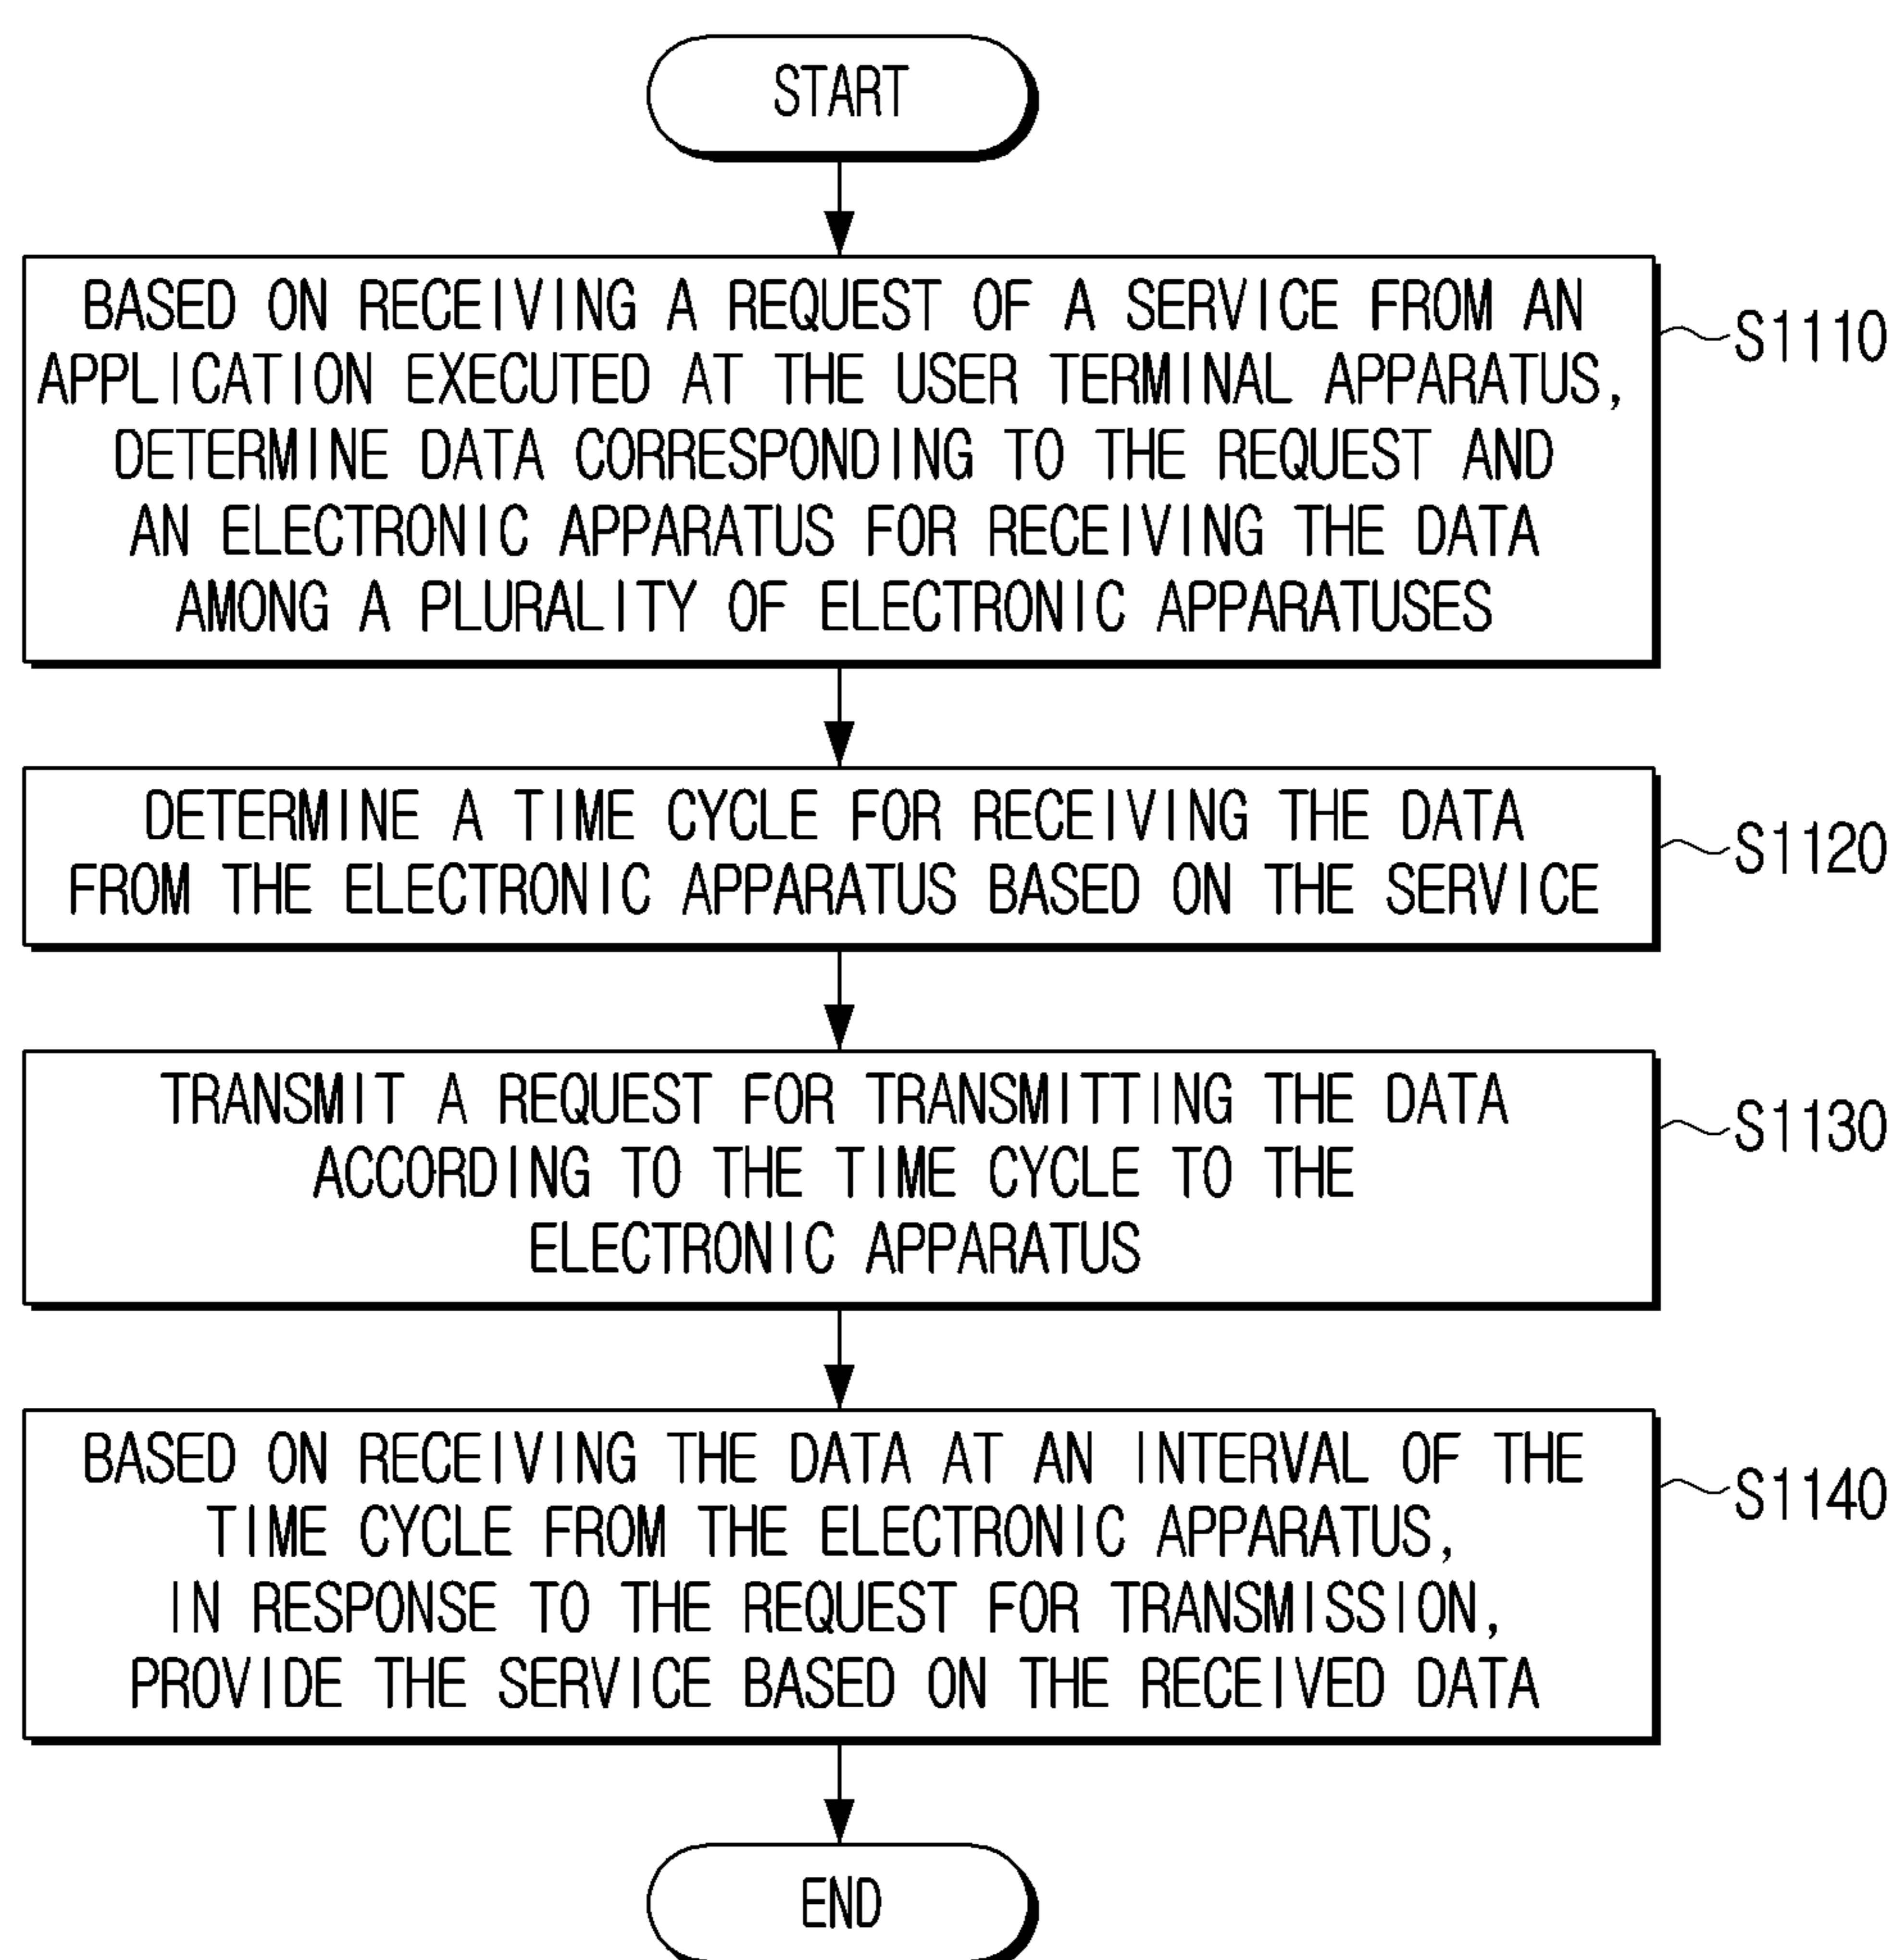 START
BASED ON RECEIVING A REQUEST OF A SERVICE FROM AN
APPLICATION EXECUTED AT THE USER TERMINAL APPARATUS,
DETERMINE DATA CORRESPONDING TO THE REQUEST AND
AN ELECTRONIC APPARATUS FOR RECEIVING THE DATA
AMONG A PLURALITY OF ELECTRONIC APPARATUSES
S1110
DETERMINE A TIME CYCLE FOR RECEIVING THE DATA
FROM THE ELECTRONIC APPARATUS BASED ON THE SERVICE
S1120
TRANSMIT A REQUEST FOR TRANSMITTING THE DATA
ACCORDING TO THE TIME CYCLE TO THE
ELECTRONIC APPARATUS
S1130
BASED ON RECEIVING THE DATA AT AN INTERVAL OF THE
TIME CYCLE FROM THE ELECTRONIC APPARATUS,
IN RESPONSE TO THE REQUEST FOR TRANSMISSION,
PROVIDE THE SERVICE BASED ON THE RECEIVED DATA
S1140
END